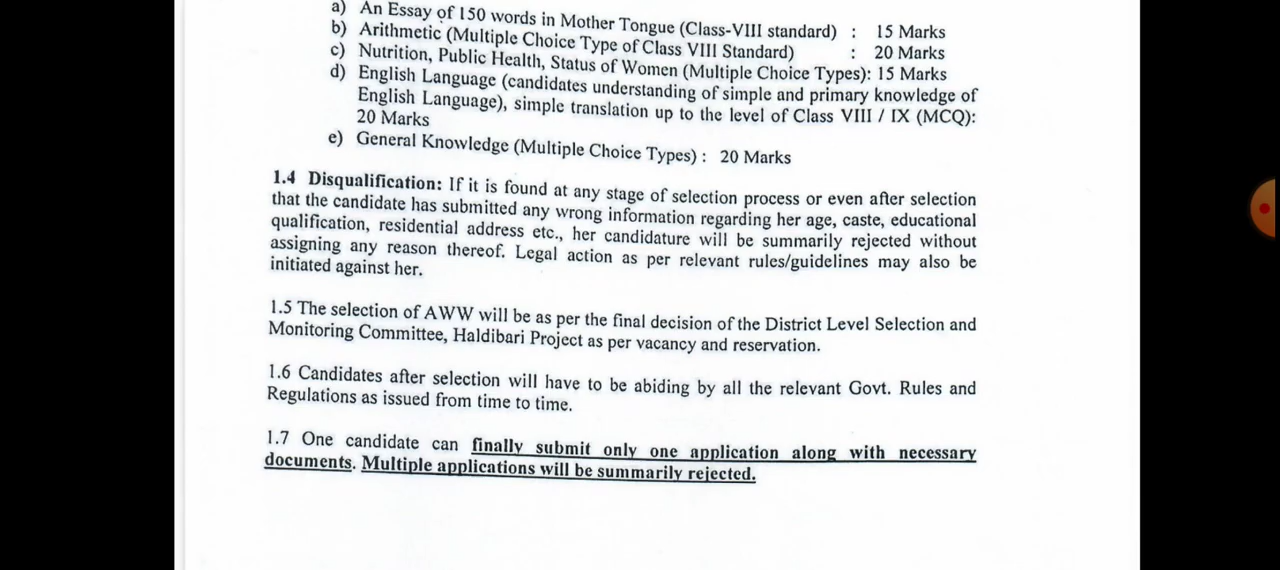 a) An Essay of 150 words in Mother Tongue (Class-VIII standard) : 15 Marks
b) Arithmetic (Multiple Choice Type of Class VIII Standard) : 20 Marks
c) Nutrition, Public Health, Status of Women (Multiple Choice Types): 15 Marks
d) English Language (candidates understanding of simple and primary knowledge of
English Language), simple translation up to the level of Class VIII / IX (MCQ):
20 Marks
e) General Knowledge (Multiple Choice Types) : 20 Marks
1.4 Disqualification: If it is found at any stage of selection process or even after selection
that the candidate has submitted any wrong information regarding her age, caste, educational
qualification, residential address etc., her candidature will be summarily rejected without
assigning any reason thereof. Legal action as per relevant rules/guidelines may also be
initiated against her.
1.5 The selection of AWW will be as per the final decision of the District Level Selection and
Monitoring Committee, Haldibari Project as per vacancy and reservation.
1.6 Candidates after selection will have to be abiding by all the relevant Govt. Rules and
Regulations as issued from time to time.
1.7 One candidate can finally submit only one application along with necessary
documents. Multiple applications will be summarily rejected.